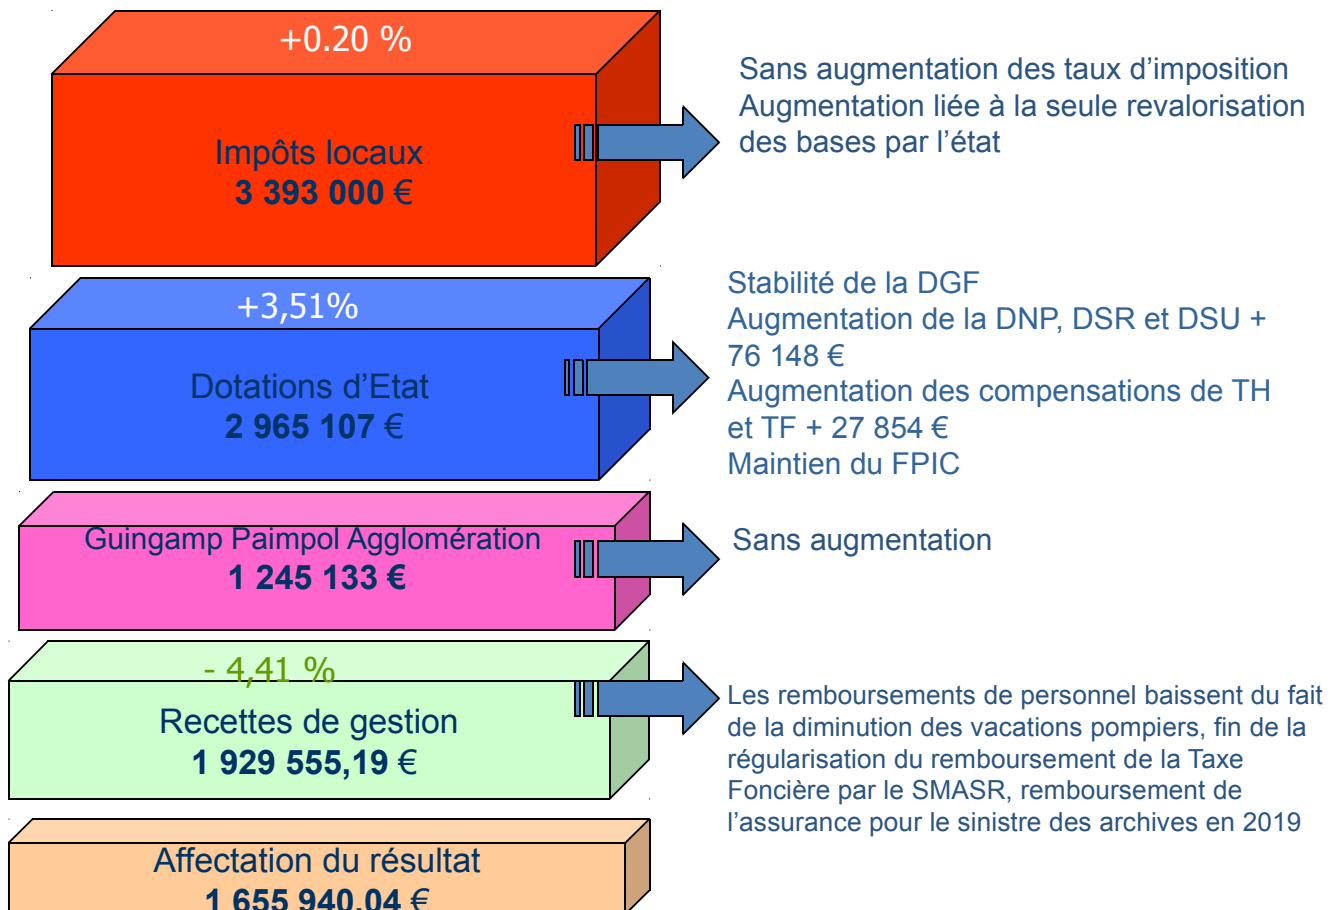 +0.20 %
Impôts locaux
3 393 000 €
Sans augmentation des taux d’imposition
Augmentation liée à la seule revalorisation
des bases par l’état
+3,51%
Dotations d’Etat
2 965 107 €
Stabilité de la DGF
Augmentation de la DNP, DSR et DSU +
76 148 €
Augmentation des compensations de TH
et TF + 27 854 €
Maintien du FPIC
Guingamp Paimpol Agglomération
1 245 133 €
Sans augmentation
- 4,41 %
Recettes de gestion
1 929 555,19 €
Les remboursements de personnel baissent du fait
de la diminution des vacations pompiers, fin de la
régularisation du remboursement de la Taxe
Foncière par le SMASR, remboursement de
l’assurance pour le sinistre des archives en 2019
Affectation du résultat
1 655 940,04 €